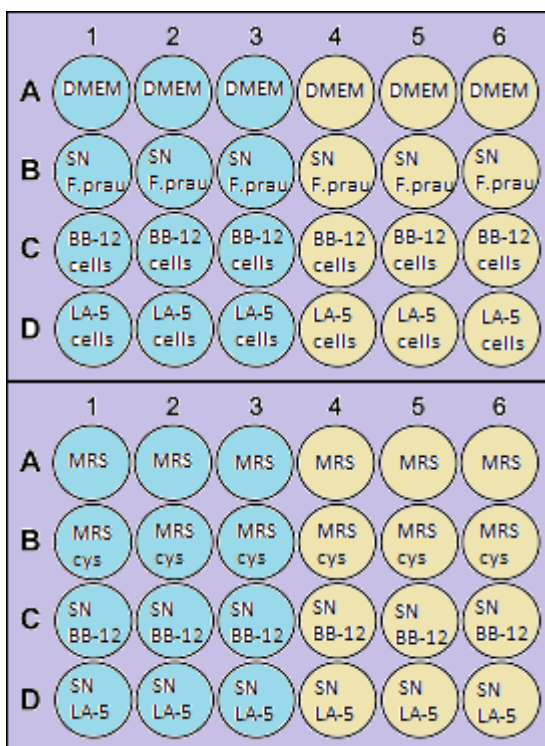 1 2 3 4 5 6
A DMEM DMEM DMEM DMEM DMEM DMEM
B SN SN SN SN SN SN
F.prau F.prau F.prau F.prau F.prau F.prau
C BB-12 BB-12 BB-12 BB-12 BB-12 BB-12
cells cells cells cells cells cells
D LA-5 LA-5 LA-5 LA-5 LA-5 LA-5
cells cells cells cells cells cells
1 2 3 4 5 6
A MRS MRS MRS MRS MRS MRS
B MRS MRS MRS MRS MRS MRS
cys cys cys cys cys cys
C SN SN SN SN SN SN
BB-12 BB-12 BB-12 BB-12 BB-12 BB-12
D SN SN SN SN SN SN
LA-5 LA-5 LA-5 LA-5 LA-5 LA-5